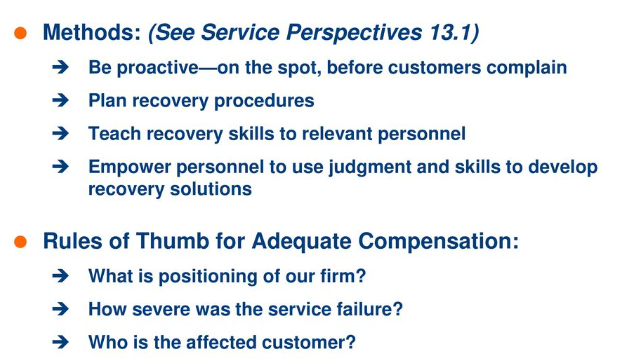 ● Methods: (See Service Perspectives 13.1)
➔ Be proactive—on the spot, before customers complain
➔ Plan recovery procedures
➔ Teach recovery skills to relevant personnel
➔ Empower personnel to use judgment and skills to develop
recovery solutions
● Rules of Thumb for Adequate Compensation:
➔ What is positioning of our firm?
➔ How severe was the service failure?
➔ Who is the affected customer?